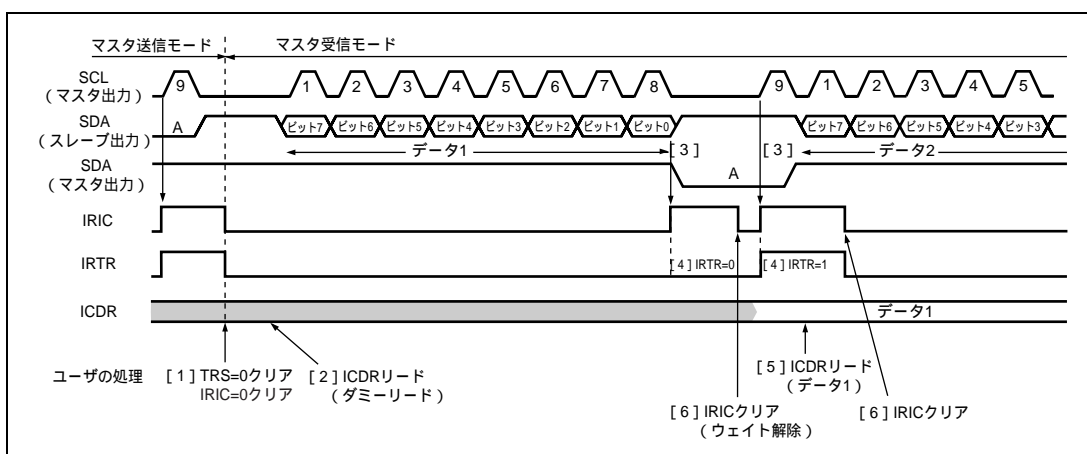 マスタ送信モード マスタ受信モード
SCL
(マスタ出力)
9 1 2 3 4 5 6 7 8 9 1 2 3 4 5
SDA
(スレーブ出力)
A ビット7 ビット6 ビット5 ビット4 ビット3 ビット2 ビット1 ビット0 ビット7 ビット6 ビット5 ビット4 ビット3
データ1 [3] [3] データ2
SDA
(マスタ出力)
A
IRIC
IRTR
[4]IRTR=0 [4]IRTR=1
ICDR
データ1
ユーザの処理
[1]TRS=0クリア
IRIC=0クリア
[2]ICDRリード
(ダミーリード)
[5]ICDRリード
(データ1)
[6]IRICクリア
(ウェイト解除)
[6]IRICクリア